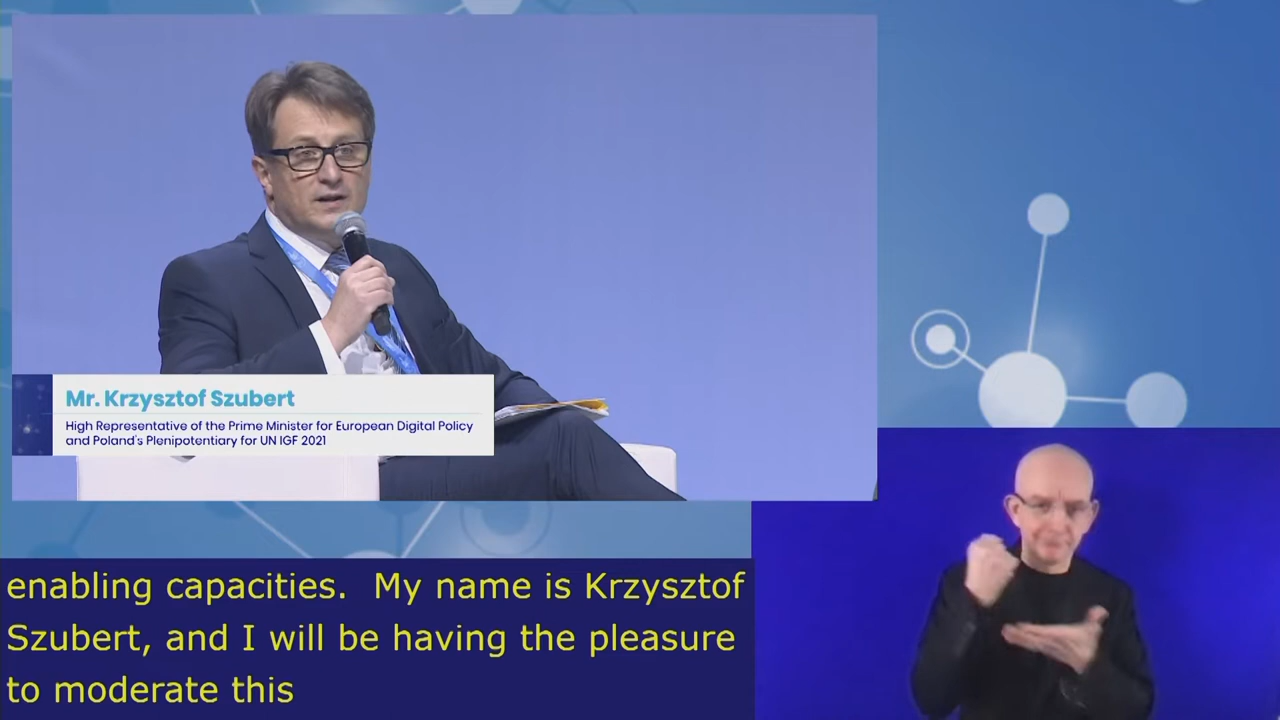 Mr. Krzysztof Szubert
High Representative of the Prime Minister for European Digital Policy
and Poland's Plenipotentiary for UN IGF 2021
enabling capacities.  My name is Krzysztof
Szubert, and I will be having the pleasure
to moderate this